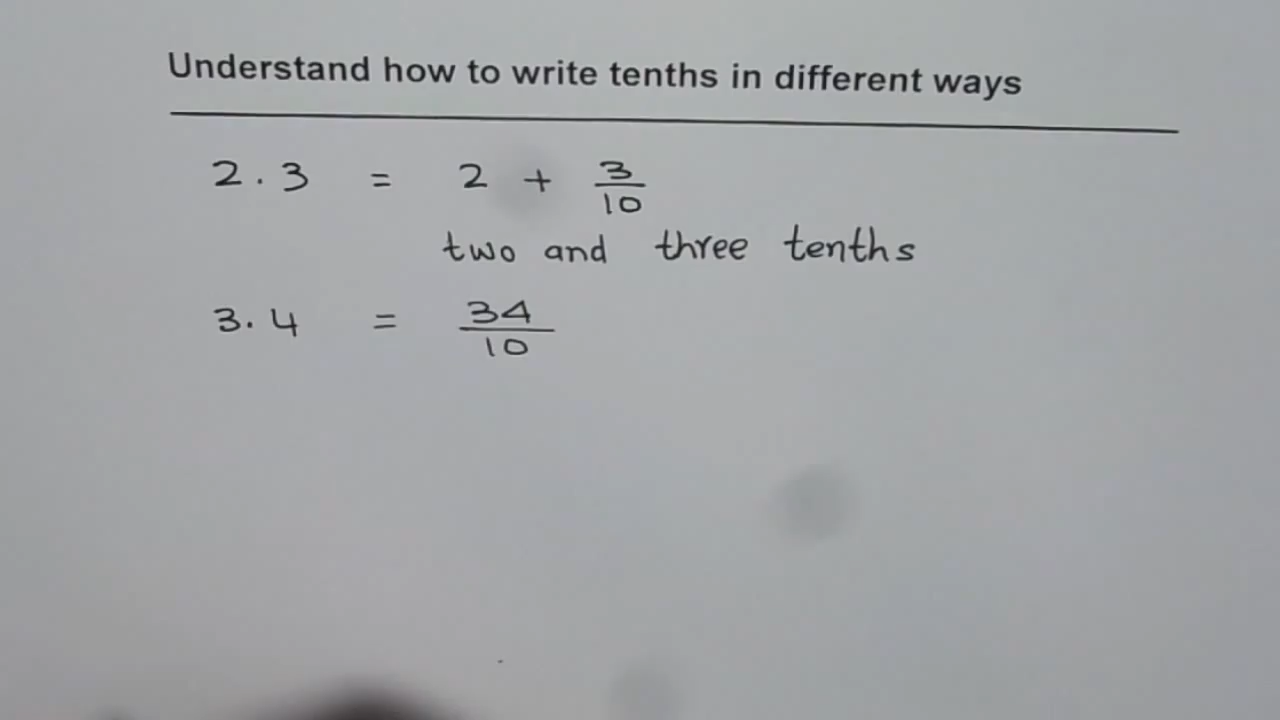 Understand how to write tenths in different ways
2.3 = 2 + 3/10
two and three tenths
3.4 = 34/10